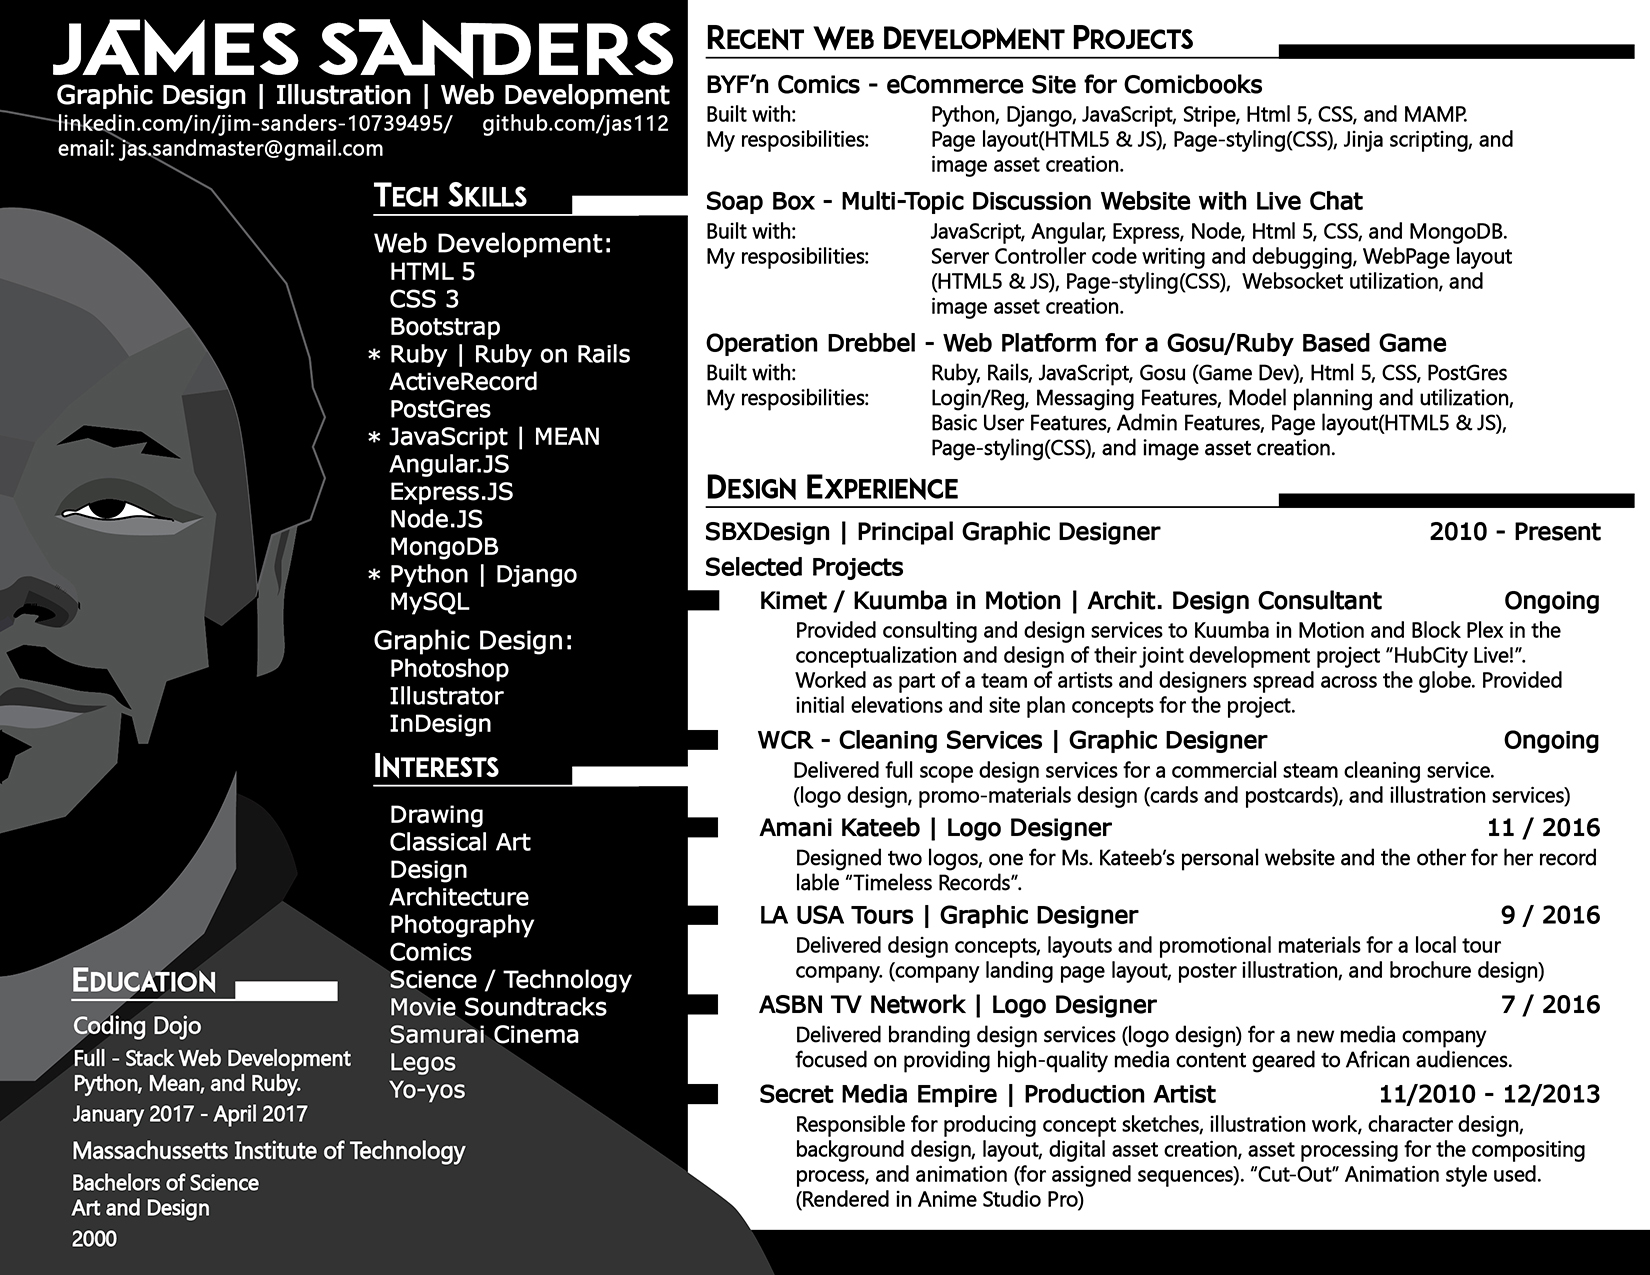 JAMES SANDERS
Graphic Design | Illustration | Web Development
linkedin.com/in/jim-sanders-10739495/ github.com/jas112
email: jas.sandmaster@gmail.com
TECH SKILLS
Web Development:
HTML 5
CSS 3
Bootstrap
* Ruby | Ruby on Rails
ActiveRecord
PostGres
* JavaScript | MEAN
Angular.JS
Express.JS
Node.JS
MongoDB
* Python | Django
MySQL
Graphic Design:
Photoshop
Illustrator
InDesign
INTERESTS
Drawing
Classical Art
Design
Architecture
Photography
Comics
Science / Technology
Movie Soundtracks
Samurai Cinema
Legos
Yo-yos
EDUCATION
Coding Dojo
Full - Stack Web Development
Python, Mean, and Ruby.
January 2017 - April 2017
Massachussetts Institute of Technology
Bachelors of Science
Art and Design
2000
RECENT WEB DEVELOPMENT PROJECTS
BYF’n Comics - eCommerce Site for Comicbooks
Built with: Python, Django, JavaScript, Stripe, Html 5, CSS, and MAMP.
My resposibilities: Page layout(HTML5 & JS), Page-styling(CSS), Jinja scripting, and
image asset creation.
Soap Box - Multi-Topic Discussion Website with Live Chat
Built with: JavaScript, Angular, Express, Node, Html 5, CSS, and MongoDB.
My resposibilities: Server Controller code writing and debugging, WebPage layout
(HTML5 & JS), Page-styling(CSS), Websocket utilization, and
image asset creation.
Operation Drebbel - Web Platform for a Gosu/Ruby Based Game
Built with: Ruby, Rails, JavaScript, Gosu (Game Dev), Html 5, CSS, PostGres
My resposibilities: Login/Reg, Messaging Features, Model planning and utilization,
Basic User Features, Admin Features, Page layout(HTML5 & JS),
Page-styling(CSS), and image asset creation.
DESIGN EXPERIENCE
SBXDesign | Principal Graphic Designer 2010 - Present
Selected Projects
Kimet / Kuumba in Motion | Archit. Design Consultant Ongoing
Provided consulting and design services to Kuumba in Motion and Block Plex in the
conceptualization and design of their joint development project “HubCity Live!”.
Worked as part of a team of artists and designers spread across the globe. Provided
initial elevations and site plan concepts for the project.
WCR - Cleaning Services | Graphic Designer Ongoing
Delivered full scope design services for a commercial steam cleaning service.
(logo design, promo-materials design (cards and postcards), and illustration services)
Amani Kateeb | Logo Designer 11 / 2016
Designed two logos, one for Ms. Kateeb’s personal website and the other for her record
lable “Timeless Records”.
LA USA Tours | Graphic Designer 9 / 2016
Delivered design concepts, layouts and promotional materials for a local tour
company. (company landing page layout, poster illustration, and brochure design)
ASBN TV Network | Logo Designer 7 / 2016
Delivered branding design services (logo design) for a new media company
focused on providing high-quality media content geared to African audiences.
Secret Media Empire | Production Artist 11/2010 - 12/2013
Responsible for producing concept sketches, illustration work, character design,
background design, layout, digital asset creation, asset processing for the compositing
process, and animation (for assigned sequences). “Cut-Out” Animation style used.
(Rendered in Anime Studio Pro)